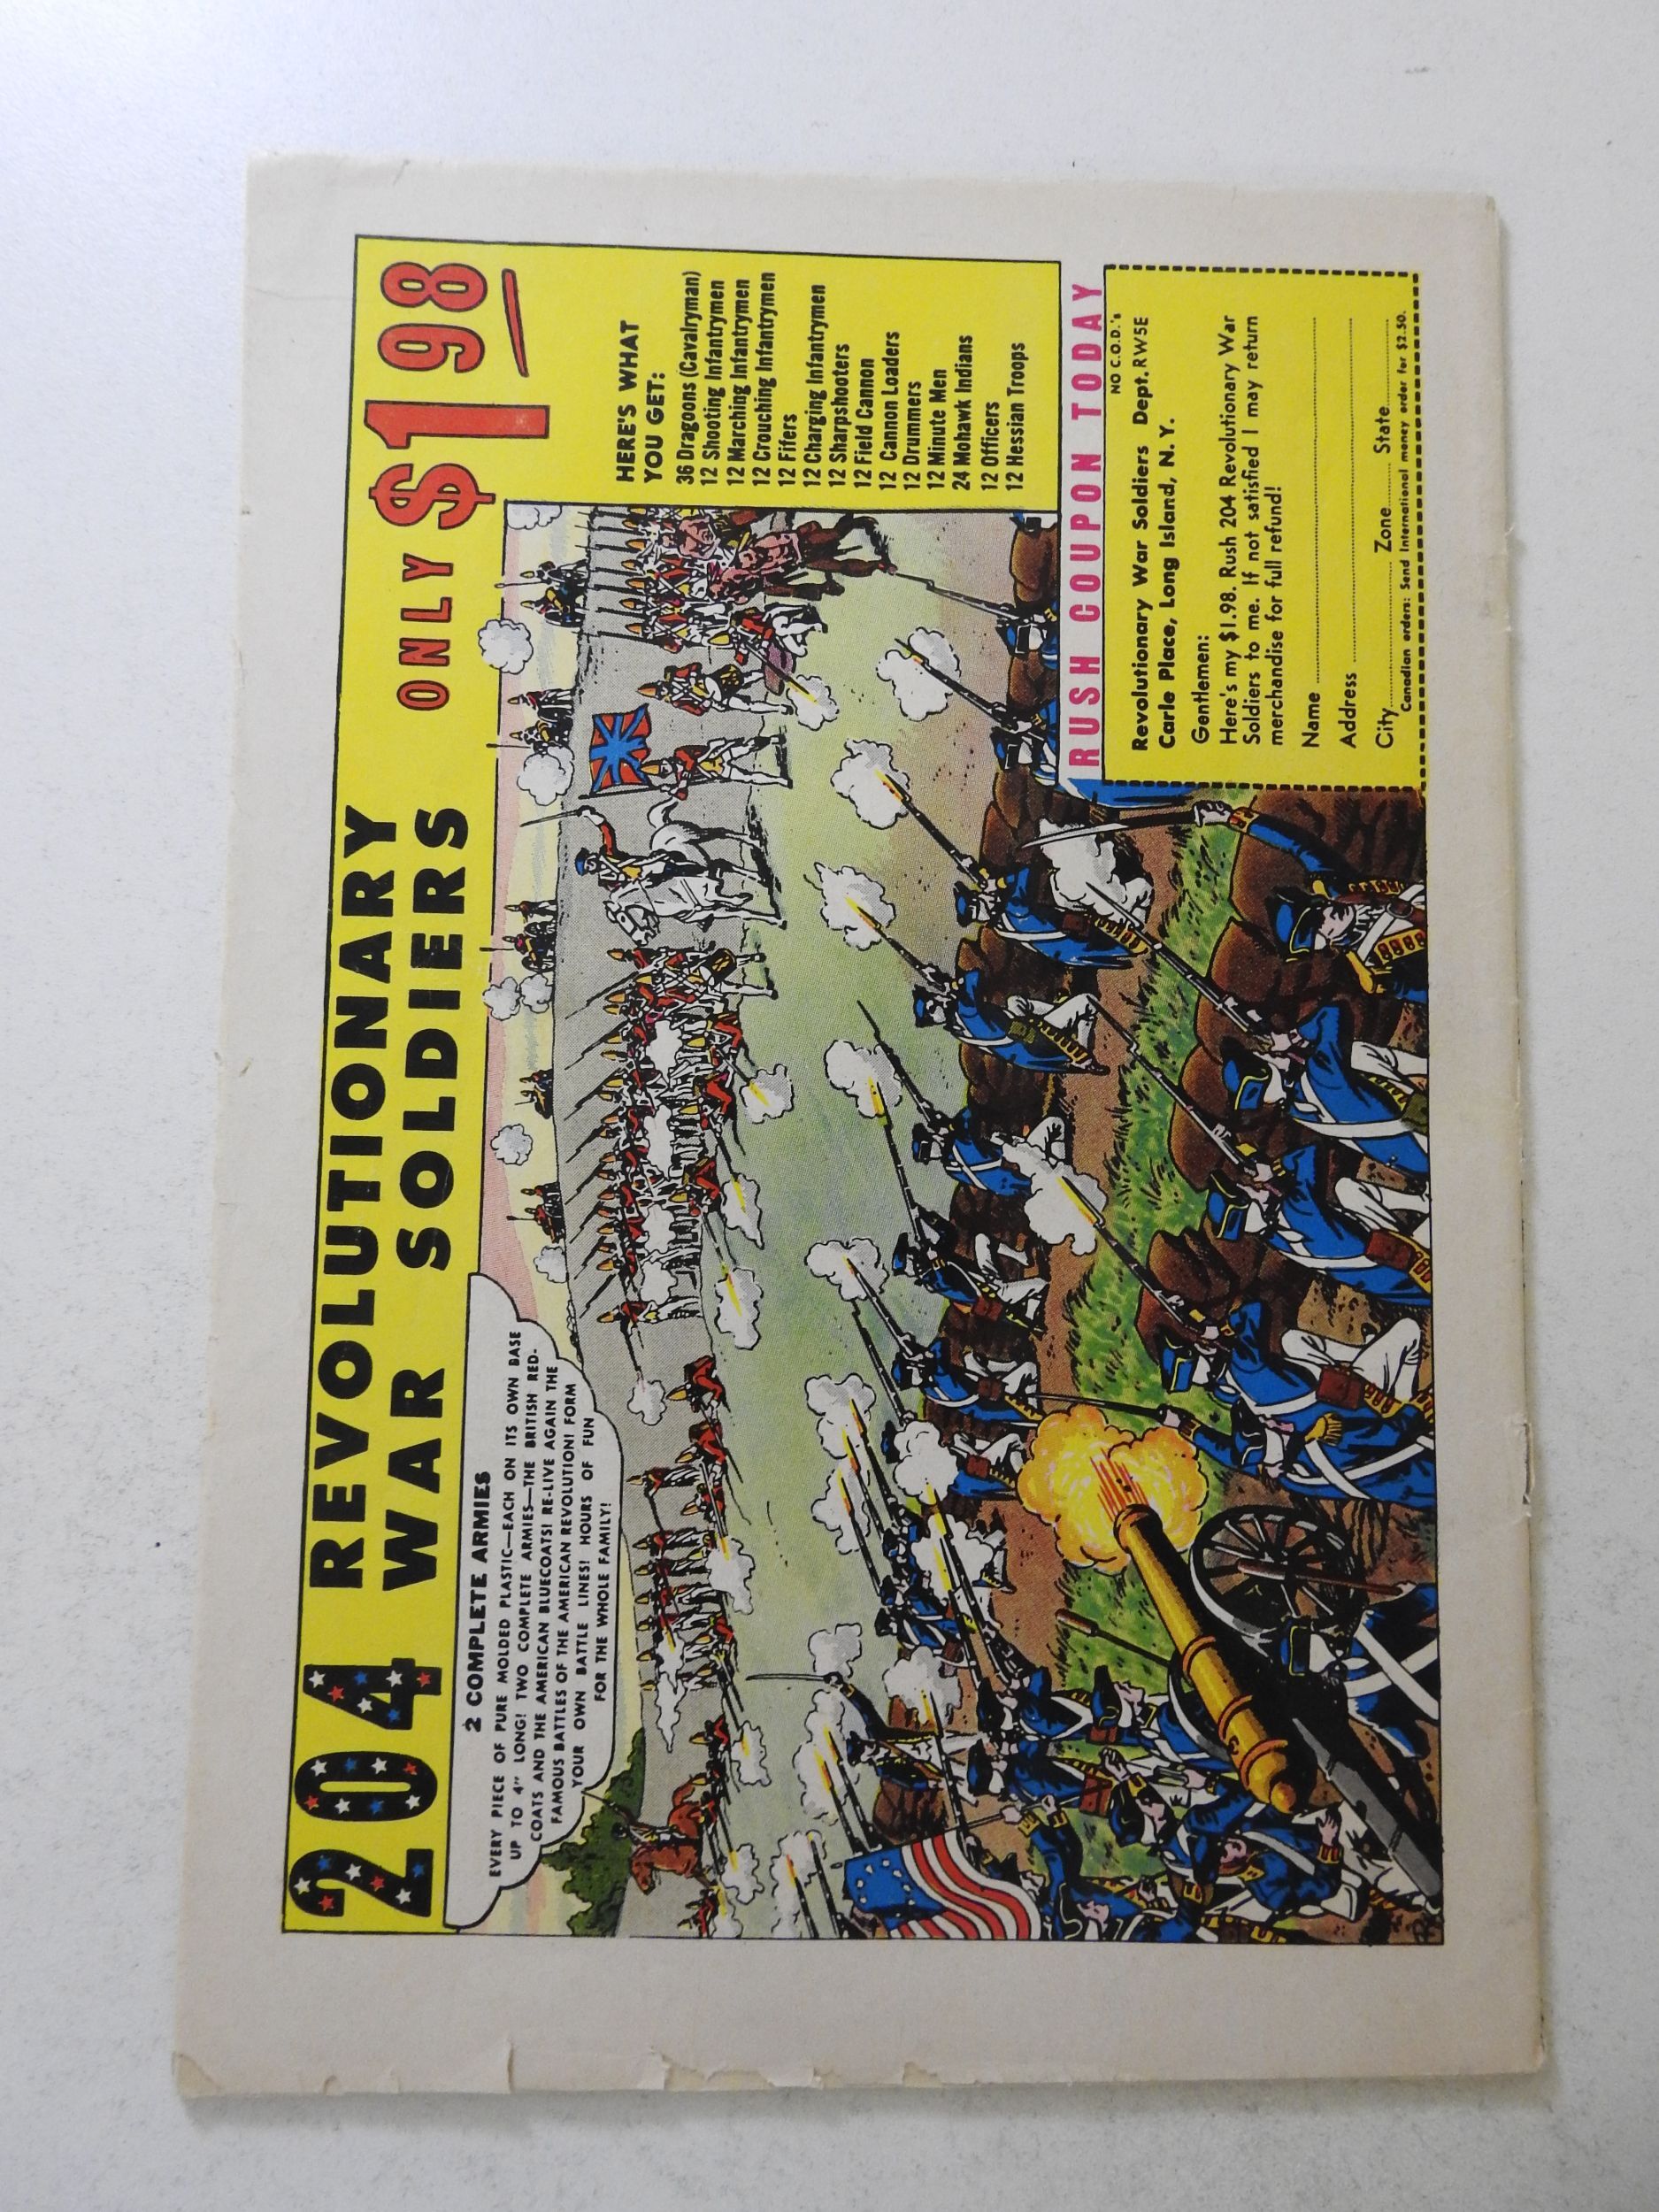 204 REVOLUTIONARY
WAR SOLDIERS ONLY $198
2 COMPLETE ARMIES
EVERY PIECE OF PURE MOLDED PLASTIC—EACH ON ITS OWN BASE
UP TO 4" LONG! TWO COMPLETE ARMIES—THE BRITISH RED-
COATS AND THE AMERICAN BLUECOATS! RE-LIVE AGAIN THE
FAMOUS BATTLES OF THE AMERICAN REVOLUTION! FORM
YOUR OWN BATTLE LINES! HOURS OF FUN
FOR THE WHOLE FAMILY!
HERE'S WHAT
YOU GET:
36 Dragoons (Cavalryman)
12 Shooting Infantrymen
12 Marching Infantrymen
12 Crouching Infantrymen
12 Fifers
12 Charging Infantrymen
12 Sharpshooters
12 Field Cannon
12 Cannon Loaders
12 Drummers
12 Minute Men
24 Mohawk Indians
12 Officers
12 Hessian Troops
RUSH COUPON TODAY
NO C.O.D.'s
Revolutionary War Soldiers Dept. RW5E
Carle Place, Long Island, N. Y.
Gentlemen:
Here's my $1.98. Rush 204 Revolutionary War
Soldiers to me. If not satisfied I may return
merchandise for full refund!
Name
Address
City Zone State
Canadian orders: Send International money order for $2.50.